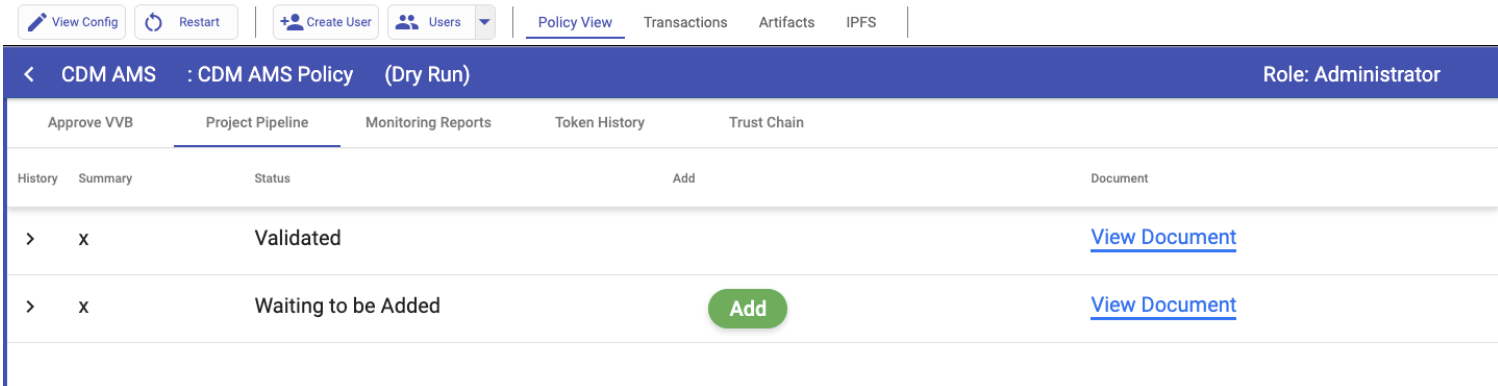 View Config Restart Create User Users Policy View Transactions Artifacts IPFS
CDM AMS : CDM AMS Policy (Dry Run) Role: Administrator
Approve VVB Project Pipeline Monitoring Reports Token History Trust Chain
History Summary Status Add Document
x Validated View Document
x Waiting to be Added Add View Document